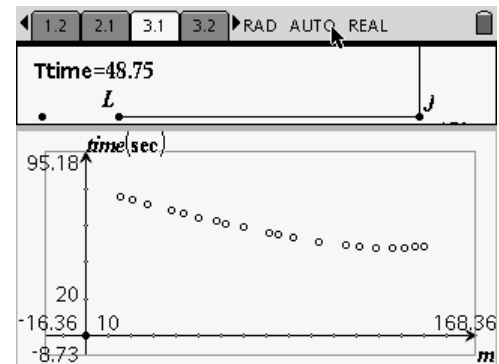 1.2 2.1 3.1 3.2 RAD AUTO REAL
Ttime=48.75
L J
time(sec)
95.18
20
-16.36 10 168.36
-8.73 m